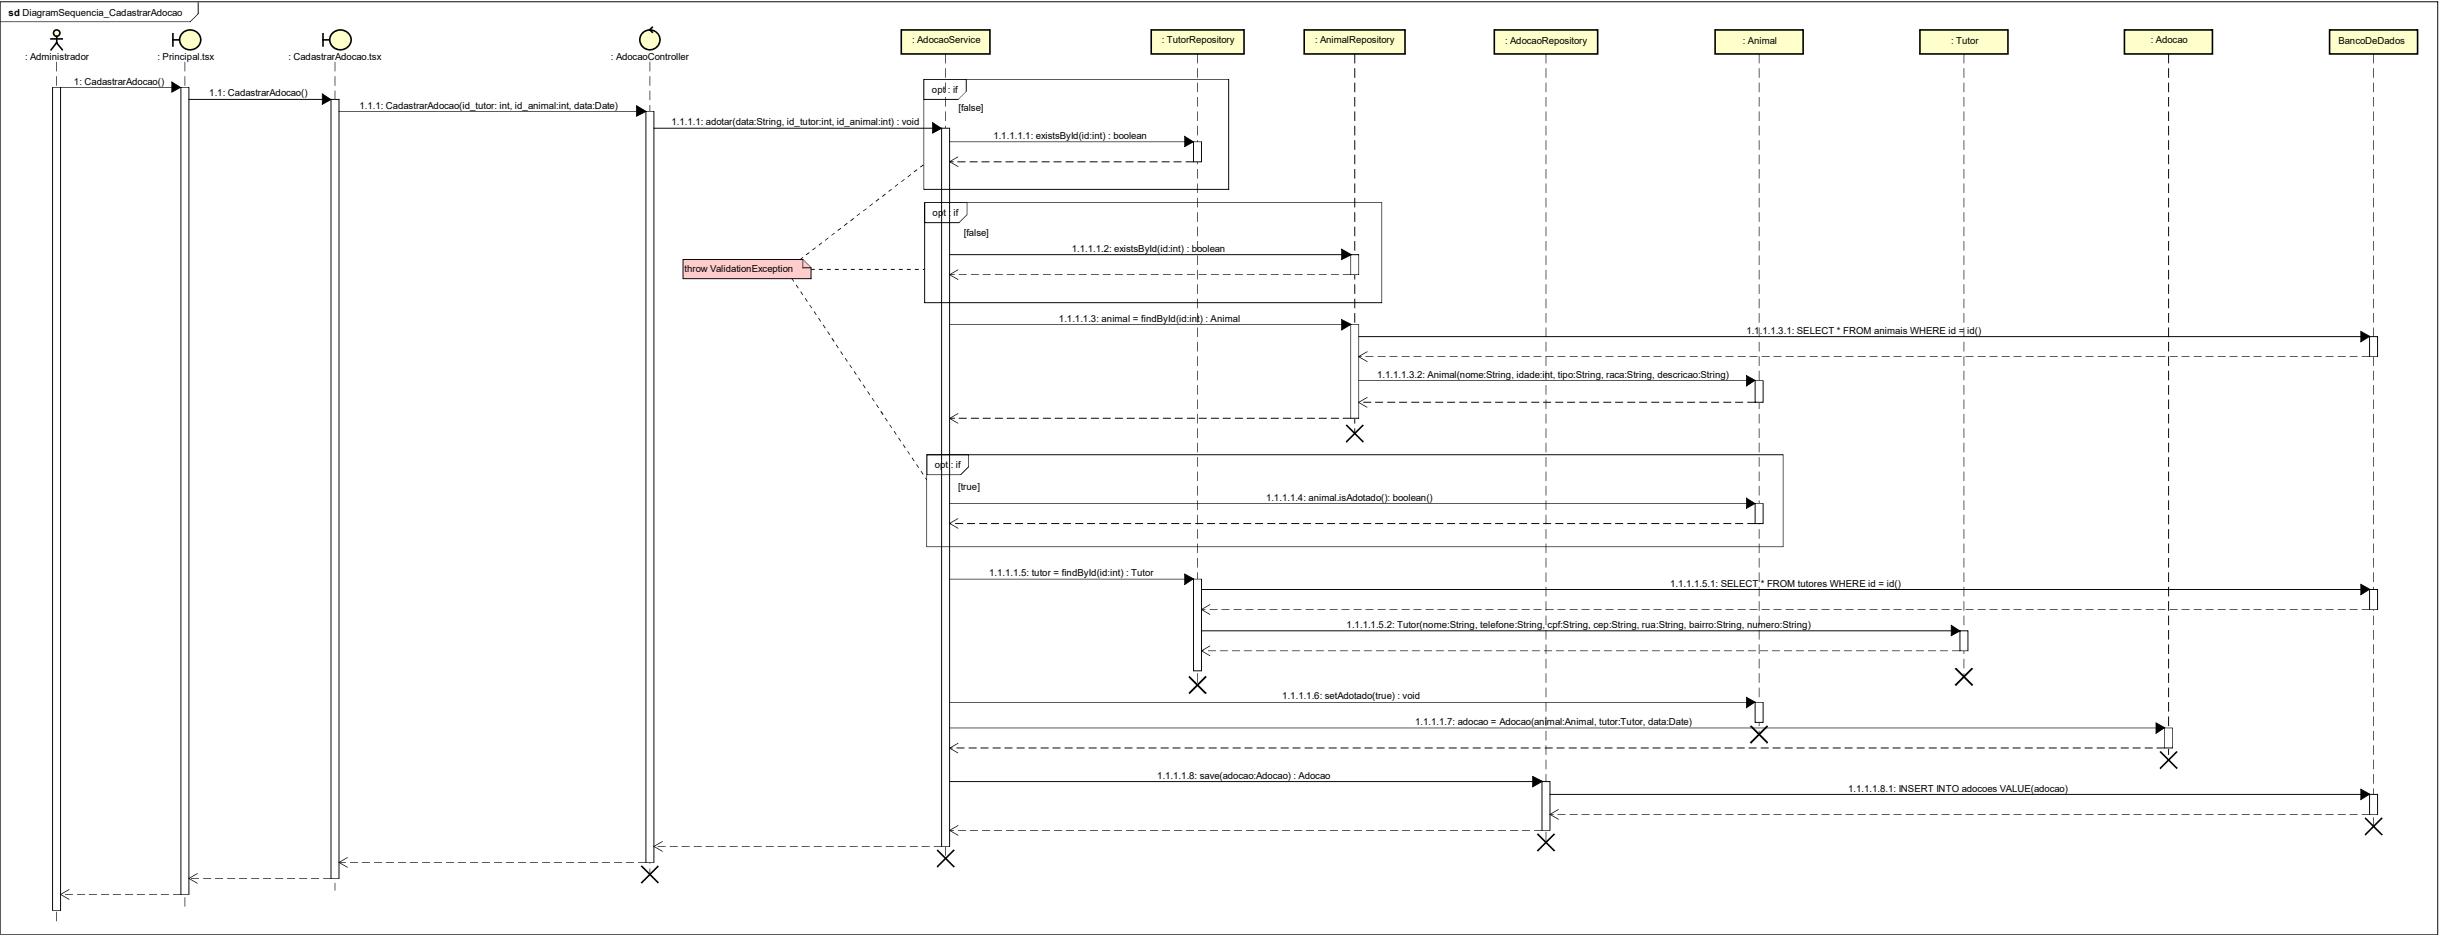 sd DiagramSequencia_CadastrarAdocao
: Administrador
: Principal.tsx
: CadastrarAdocao.tsx
: AdocaoController
: AdocaoService
: TutorRepository
: AnimalRepository
: AdocaoRepository
: Animal
: Tutor
: Adocao
BancoDeDados
1: CadastrarAdocao()
1.1: CadastrarAdocao()
1.1.1: CadastrarAdocao(id_tutor: int, id_animal:int, data:Date)
opt : if
[false]
1.1.1.1: adotar(data:String, id_tutor:int, id_animal:int) : void
1.1.1.1.1: existsById(id:int) : boolean
opt : if
[false]
1.1.1.1.2: existsById(id:int) : boolean
throw ValidationException
1.1.1.1.3: animal = findById(id:int) : Animal
1.1.1.1.3.1: SELECT * FROM animais WHERE id = id()
1.1.1.1.3.2: Animal(nome:String, idade:int, tipo:String, raca:String, descricao:String)
opt : if
[true]
1.1.1.1.4: animal.isAdotado(): boolean()
1.1.1.1.5: tutor = findById(id:int) : Tutor
1.1.1.1.5.1: SELECT * FROM tutores WHERE id = id()
1.1.1.1.5.2: Tutor(nome:String, telefone:String, cpf:String, cep:String, rua:String, bairro:String, numero:String)
1.1.1.1.6: setAdotado(true) : void
1.1.1.1.7: adocao = Adocao(animal:Animal, tutor:Tutor, data:Date)
1.1.1.1.8: save(adocao:Adocao) : Adocao
1.1.1.1.8.1: INSERT INTO adocoes VALUE(adocao)